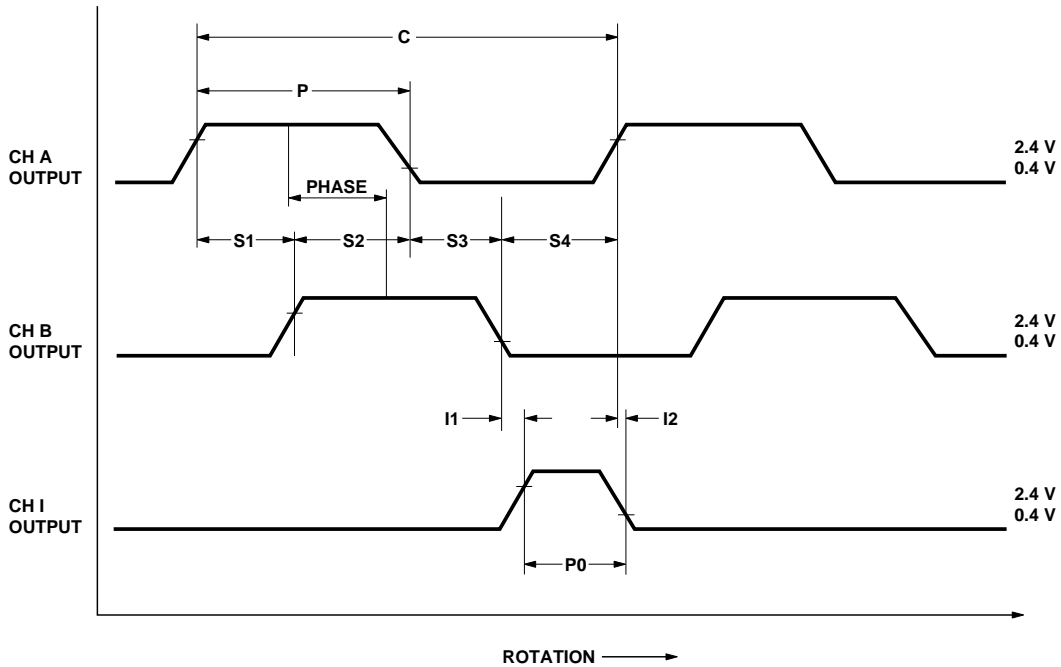 C
P
CH A
OUTPUT
2.4 V
0.4 V
PHASE
S1 S2 S3 S4
CH B
OUTPUT
2.4 V
0.4 V
I1 I2
CH I
OUTPUT
2.4 V
0.4 V
P0
ROTATION